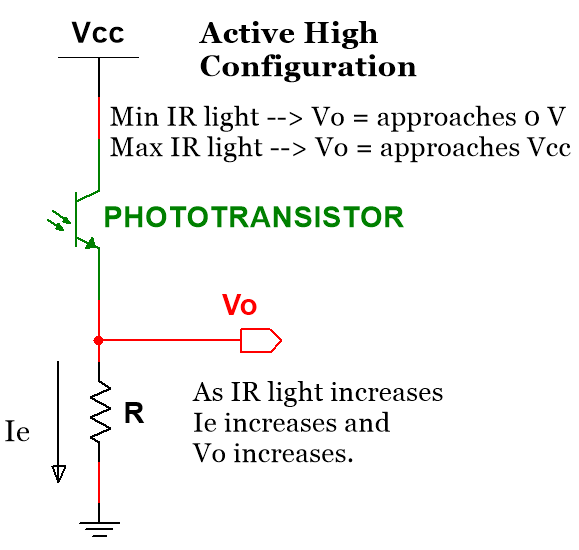 Vcc
Active High
Configuration
Min IR light --> Vo = approaches 0 V
Max IR light --> Vo = approaches Vcc
PHOTOTRANSISTOR
Vo
As IR light increases
Ie increases and
Vo increases.
R
Ie